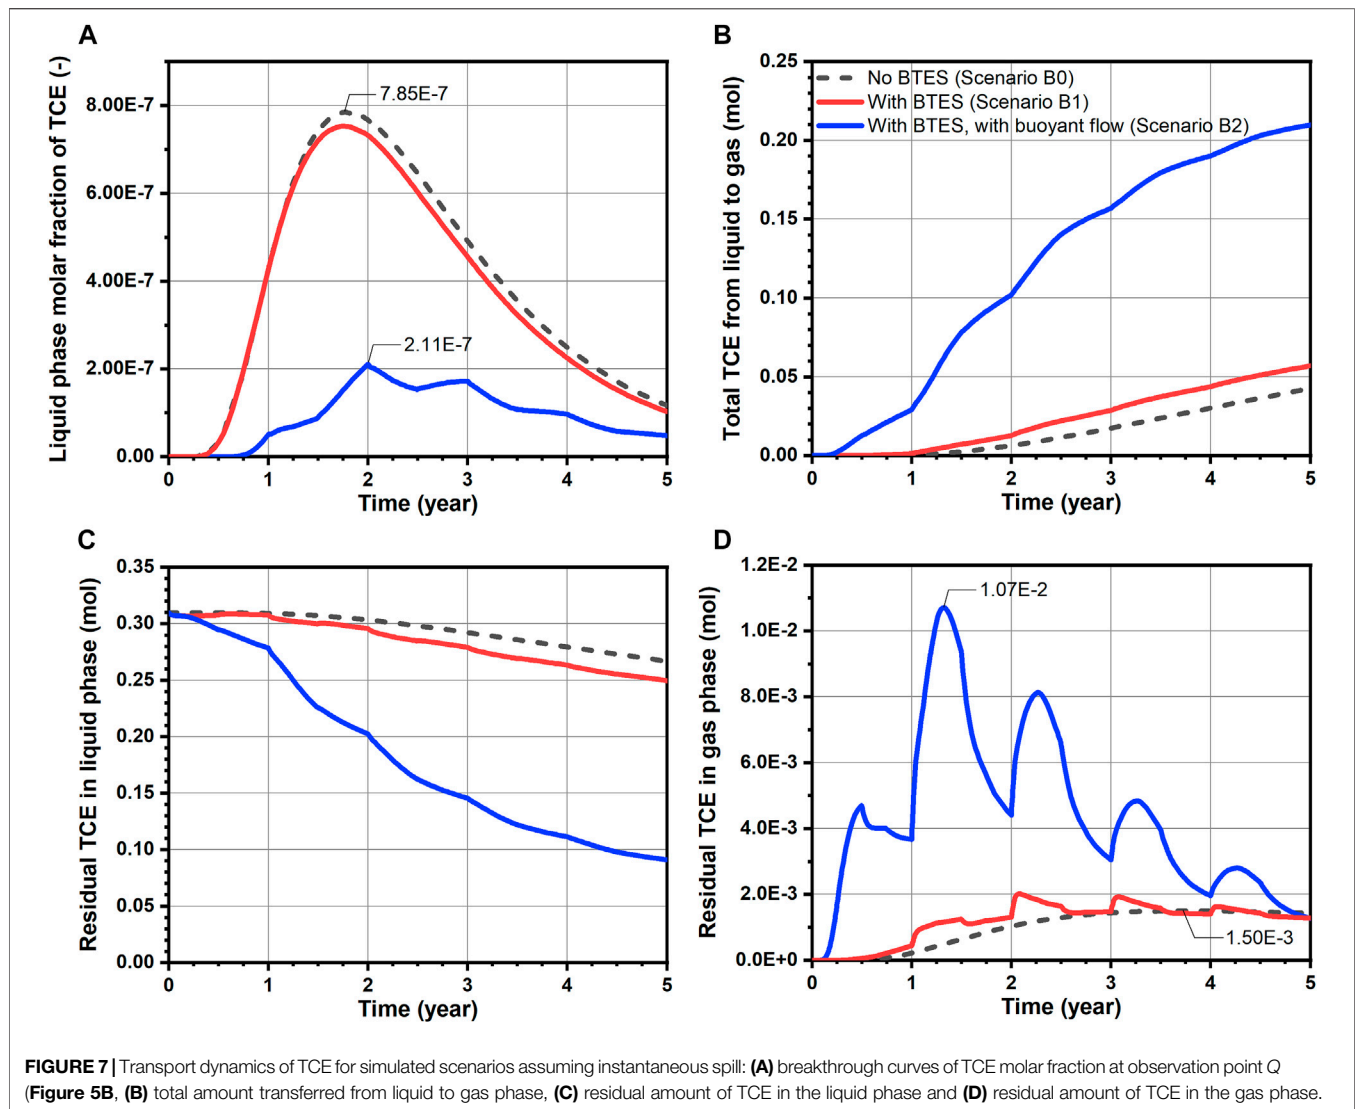 A
Liquid phase molar fraction of TCE (-)
8.00E-7
6.00E-7
4.00E-7
2.00E-7
0.00
7.85E-7
2.11E-7
0 1 2 3 4 5
Time (year)
B
Total TCE from liquid to gas (mol)
0.25
0.20
0.15
0.10
0.05
0.00
No BTES (Scenario B0)
With BTES (Scenario B1)
With BTES, with buoyant flow (Scenario B2)
0 1 2 3 4 5
Time (year)
C
Residual TCE in liquid phase (mol)
0.35
0.30
0.25
0.20
0.15
0.10
0.05
0.00
0 1 2 3 4 5
Time (year)
D
Residual TCE in gas phase (mol)
1.2E-2
1.0E-2
8.0E-3
6.0E-3
4.0E-3
2.0E-3
0.0E+0
1.07E-2
1.50E-3
0 1 2 3 4 5
Time (year)
FIGURE 7 | Transport dynamics of TCE for simulated scenarios assuming instantaneous spill: (A) breakthrough curves of TCE molar fraction at observation point Q
(Figure 5B, (B) total amount transferred from liquid to gas phase, (C) residual amount of TCE in the liquid phase and (D) residual amount of TCE in the gas phase.